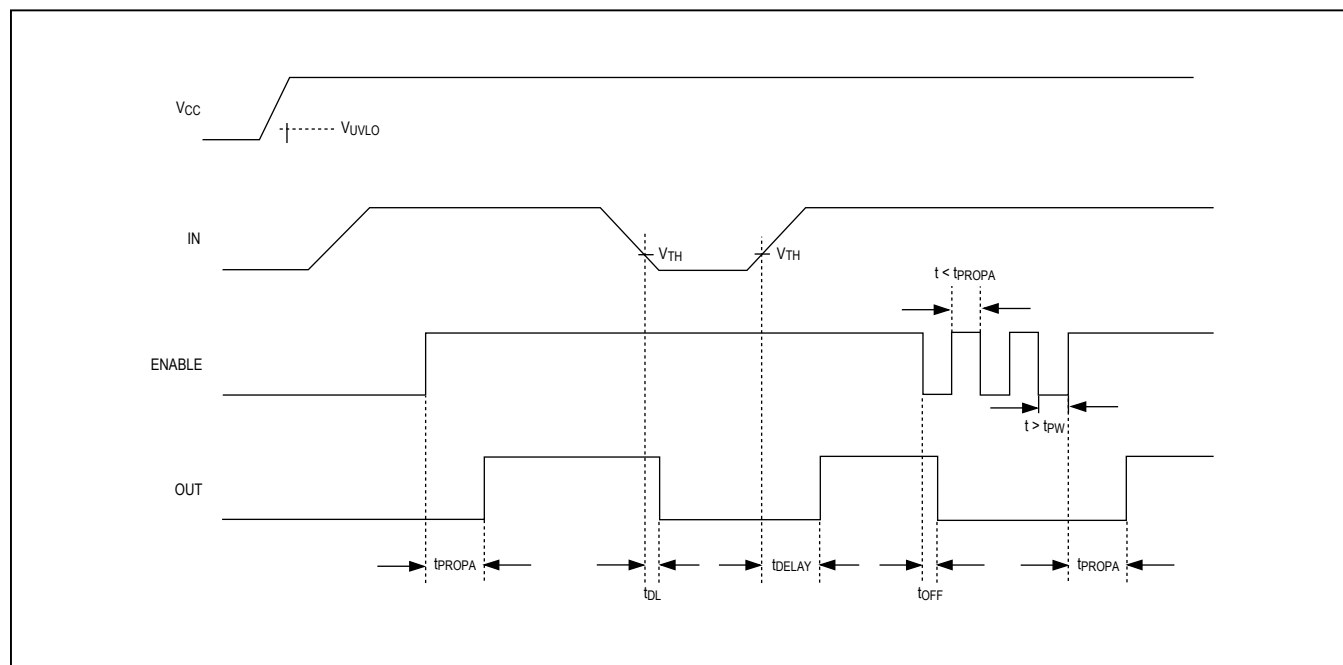 VCC
VUVLO
IN
VTH
VTH
t < tPROPA
ENABLE
t > tPW
OUT
tPROPA
tDL
tDELAY
tOFF
tPROPA